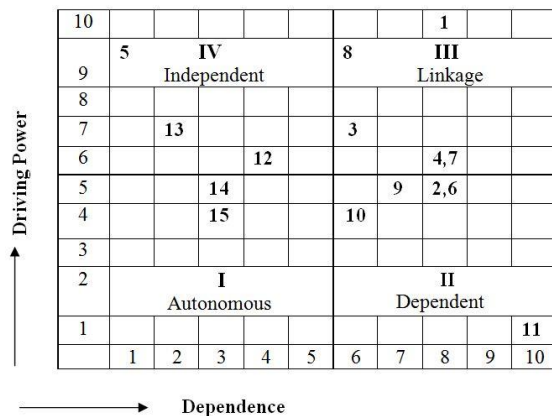 10 1
5 IV 8 III
9 Independent Linkage
8
7 13 3
6 12 4,7
5 14 9 2,6
4 15 10
3
2 I II
Autonomous Dependent
1 11
1 2 3 4 5 6 7 8 9 10
Driving Power
Dependence